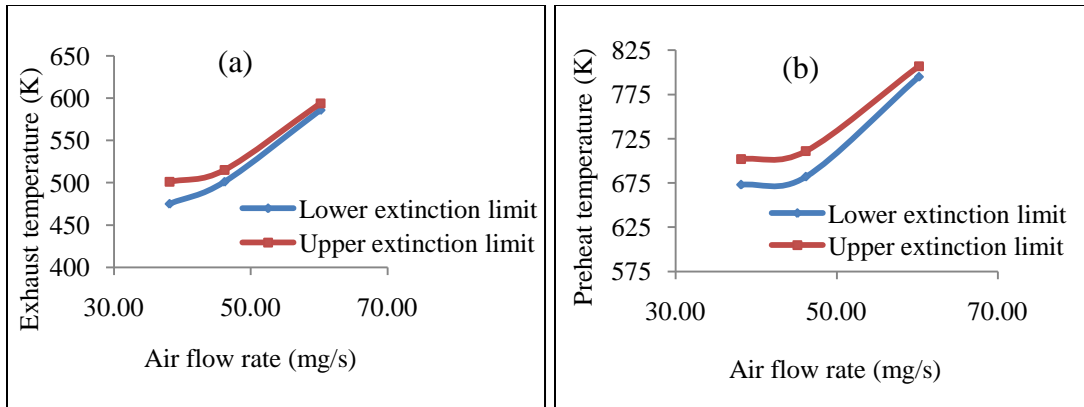 (a)
Exhaust temperature (K)
650
600
550
500
450
400
Lower extinction limit
Upper extinction limit
30.00 50.00 70.00
Air flow rate (mg/s)
(b)
Preheat temperature (K)
825
775
725
675
625
575
Lower extinction limit
Upper extinction limit
30.00 50.00 70.00
Air flow rate (mg/s)